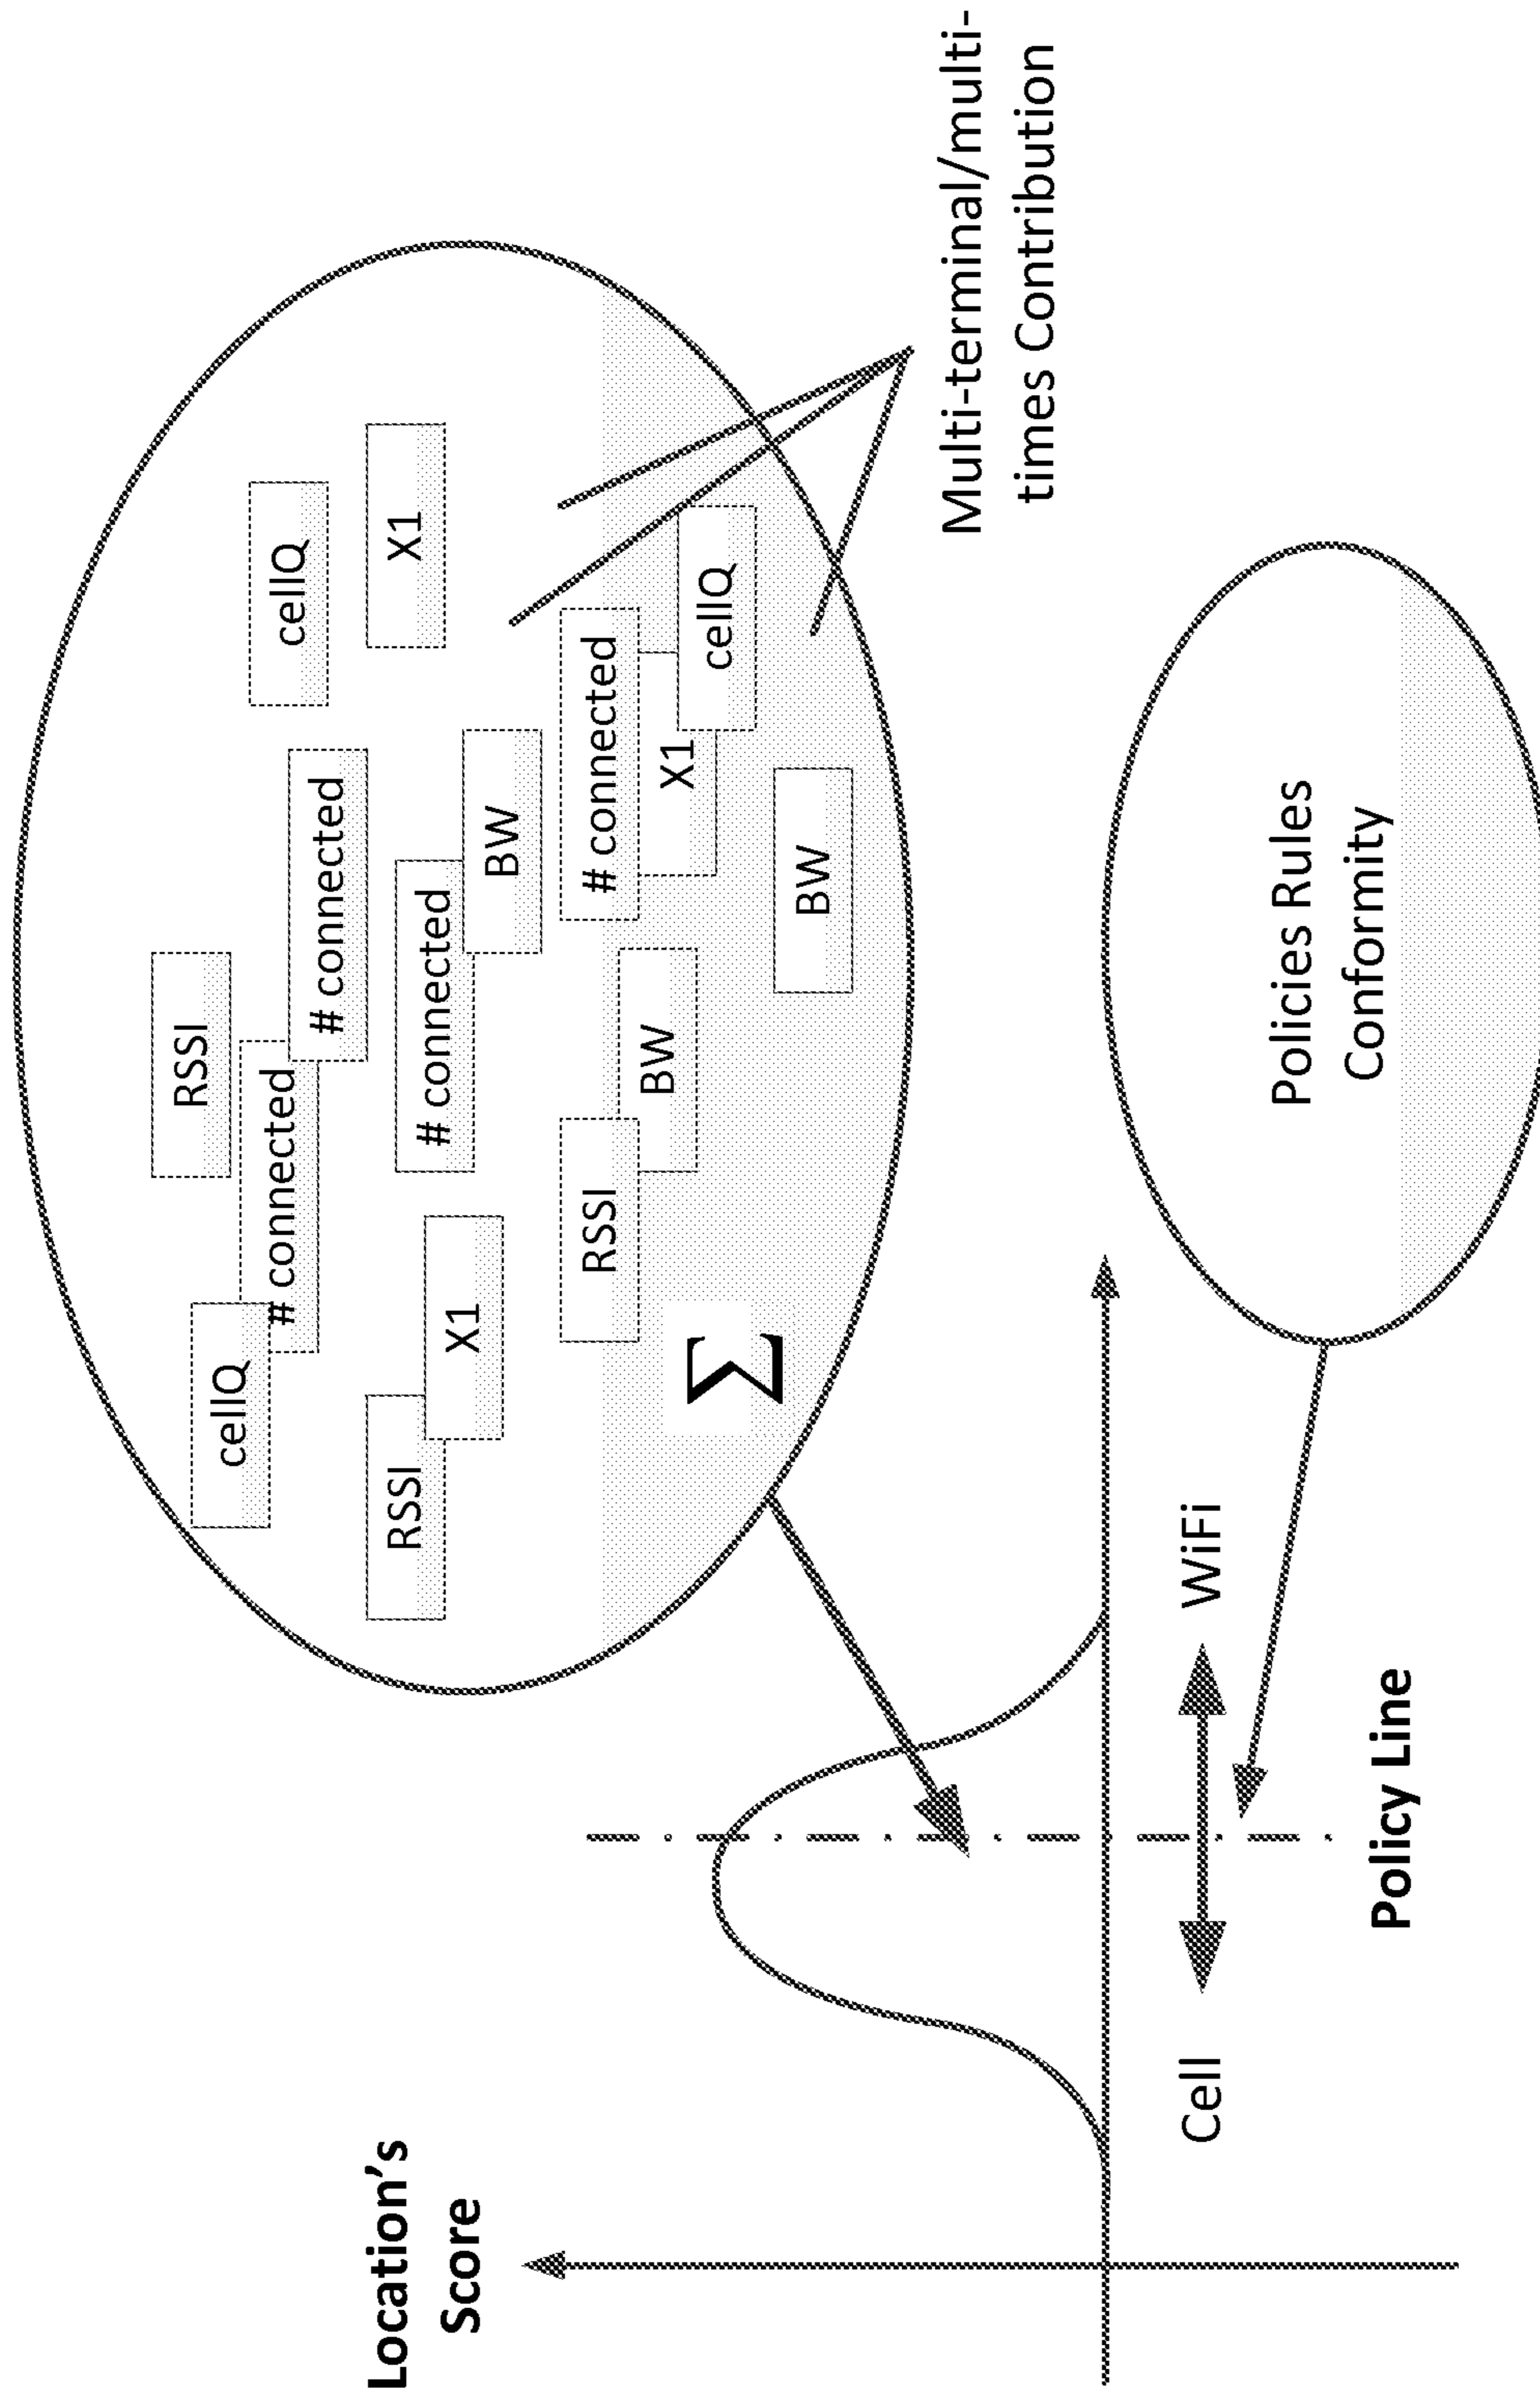 RSSI
cellQ
# connected
cellQ
# connected
Location's
Score
RSSI
X1
# connected
X1
BW
RSSI
# connected
BW
X1
cellQ
Σ
BW
Multi-terminal/multi-
times Contribution
Cell
WiFi
Policies Rules
Conformity
Policy Line